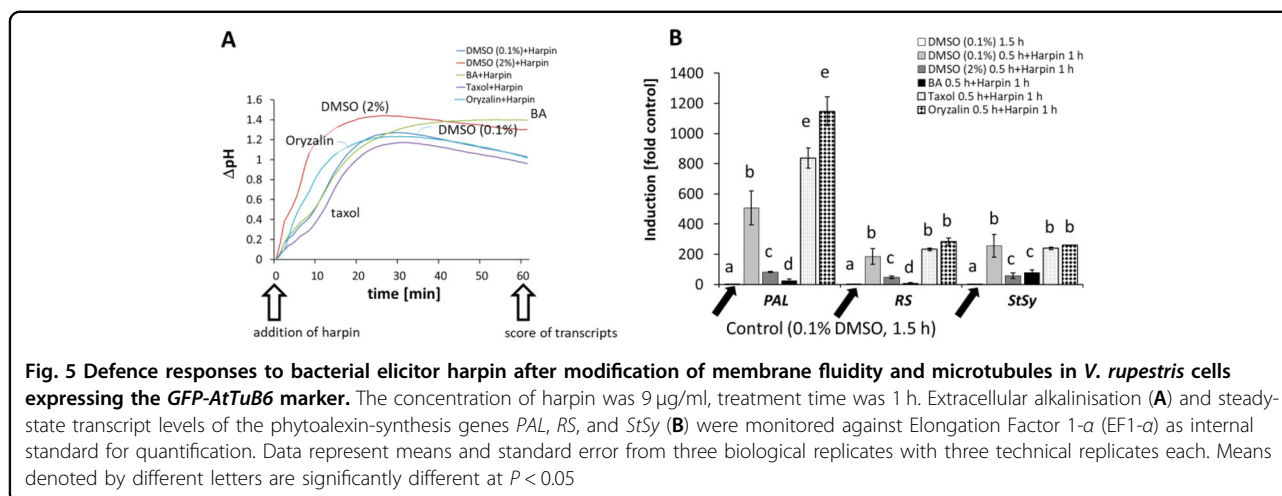 A
DMSO (0.1%)+Harpin
DMSO (2%)+Harpin
BA+Harpin
Taxol+Harpin
Oryzalin+Harpin
1.6
1.4
1.2
1
0.8
0.6
0.4
0.2
0
ΔpH
DMSO (2%)
BA
DMSO (0.1%)
Oryzalin
taxol
0 10 20 30 40 50 60
time [min]
addition of harpin
score of transcripts
B
DMSO (0.1%) 1.5 h
DMSO (0.1%) 0.5 h+Harpin 1 h
DMSO (2%) 0.5 h+Harpin 1 h
BA 0.5 h+Harpin 1 h
Taxol 0.5 h+Harpin 1 h
Oryzalin 0.5 h+Harpin 1 h
1400
1200
1000
800
600
400
200
0
Induction [fold control]
a b c d e e
a b c d b b
a b c c b b
PAL RS StSy
Control (0.1% DMSO, 1.5 h)
Fig. 5 Defence responses to bacterial elicitor harpin after modification of membrane fluidity and microtubules in V. rupestris cells
expressing the GFP-AtTuB6 marker. The concentration of harpin was 9 µg/ml, treatment time was 1 h. Extracellular alkalinisation (A) and steady-
state transcript levels of the phytoalexin-synthesis genes PAL, RS, and StSy (B) were monitored against Elongation Factor 1-α (EF1-α) as internal
standard for quantification. Data represent means and standard error from three biological replicates with three technical replicates each. Means
denoted by different letters are significantly different at P < 0.05